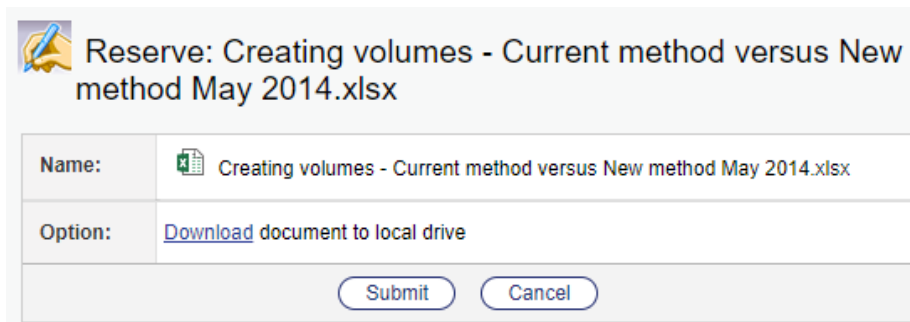 Reserve: Creating volumes - Current method versus New
method May 2014.xlsx
Name: Creating volumes - Current method versus New method May 2014.xlsx
Option: Download document to local drive
Submit Cancel